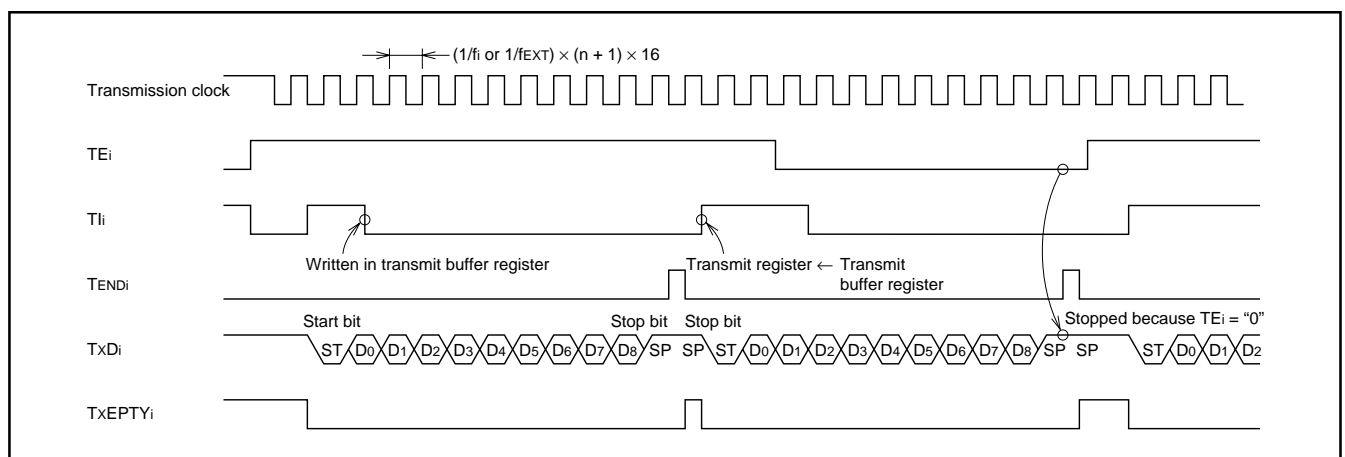 (1/fi or 1/fEXT) × (n + 1) × 16
Transmission clock
TEi
TIi
Written in transmit buffer register
Transmit register ← Transmit
buffer register
TENDi
Start bit
Stop bit
Stop bit
Stopped because TEi = “0”
TxDi
ST D0 D1 D2 D3 D4 D5 D6 D7 D8 SP SP ST D0 D1 D2 D3 D4 D5 D6 D7 D8 SP SP ST D0 D1 D2
TxEPTYi